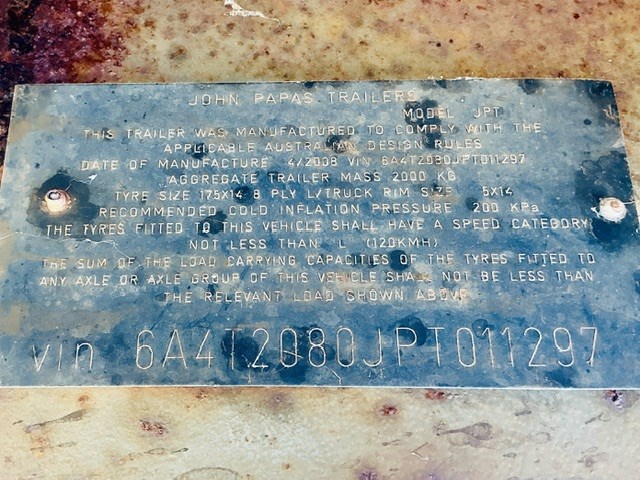 JOHN PAPAS TRAILERS
MODEL JPT
THIS TRAILER WAS MANUFACTURED TO COMPLY WITH THE
APPLICABLE AUSTRALIAN DESIGN RULES
DATE OF MANUFACTURE 4/2008 VIN 6A4T2080JPT011297
AGGREGATE TRAILER MASS 2000 KG
TYRE SIZE 175X14 8 PLY L/TRUCK RIM SIZE 5X14
RECOMMENDED COLD INFLATION PRESSURE 200 KPa
THE TYRES FITTED TO THIS VEHICLE SHALL HAVE A SPEED CATEGORY
NOT LESS THAN L (120KMH)
THE SUM OF THE LOAD CARRYING CAPACITIES OF THE TYRES FITTED TO
ANY AXLE OR AXLE GROUP OF THIS VEHICLE SHALL NOT BE LESS THAN
THE RELEVANT LOAD SHOWN ABOVE
vin 6A4T2080JPT011297